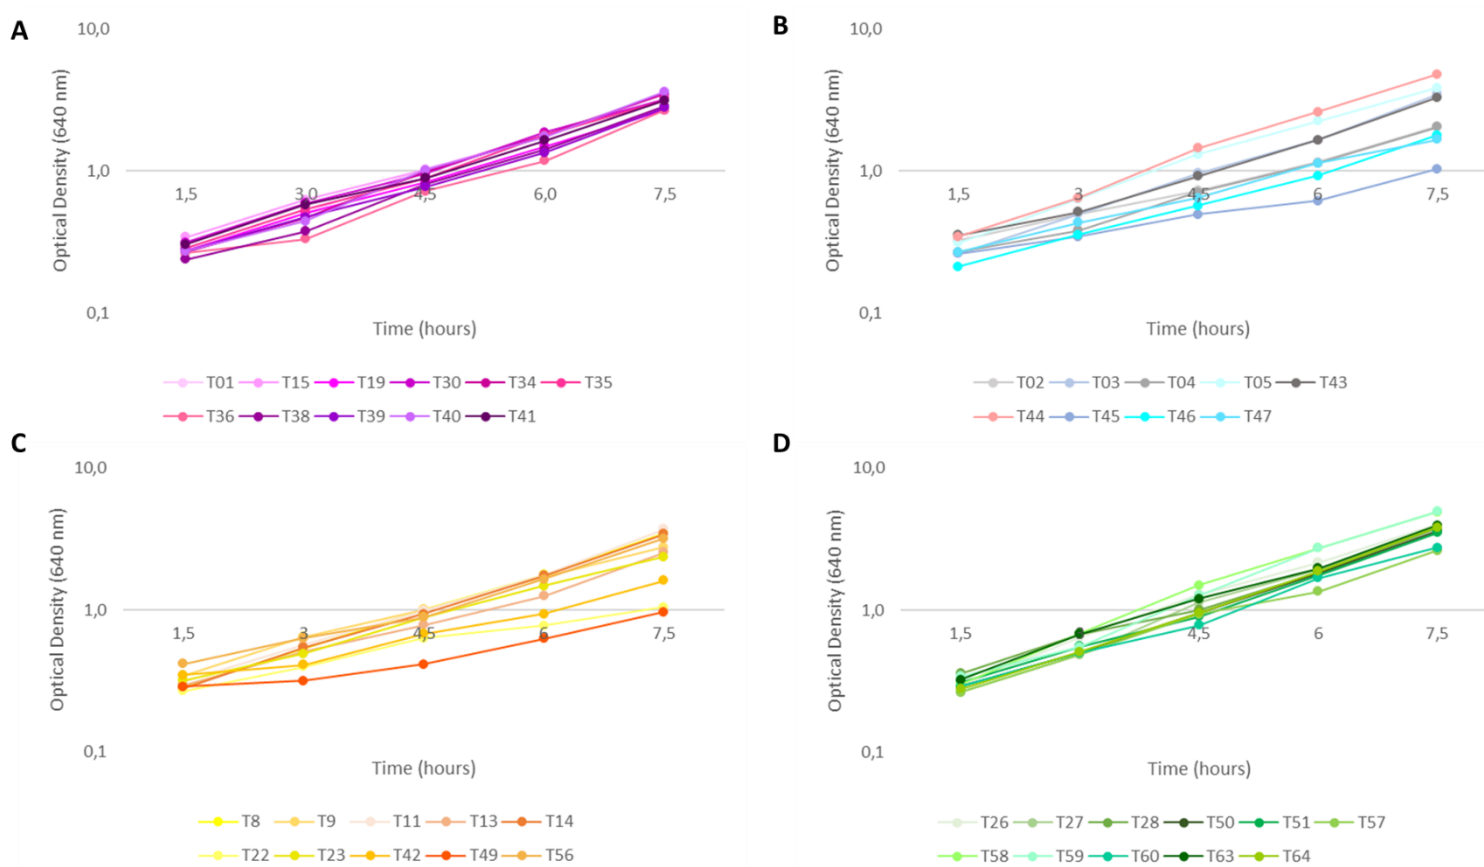 A
10,0
Optical Density (640 nm)
1,0
1,5 3,0 4,5 6,0 7,5
0,1
Time (hours)
T01 T15 T19 T30 T34 T35
T36 T38 T39 T40 T41
B
10,0
Optical Density (640 nm)
1,0
1,5 3 4,5 6 7,5
0,1
Time (hours)
T02 T03 T04 T05 T43
T44 T45 T46 T47
C
10,0
Optical Density (640 nm)
1,0
1,5 3 4,5 6 7,5
0,1
Time (hours)
T8 T9 T11 T13 T14
T22 T23 T42 T49 T56
D
10,0
Optical Density (640 nm)
1,0
1,5 3 4,5 6 7,5
0,1
Time (hours)
T26 T27 T28 T50 T51 T57
T58 T59 T60 T63 T64